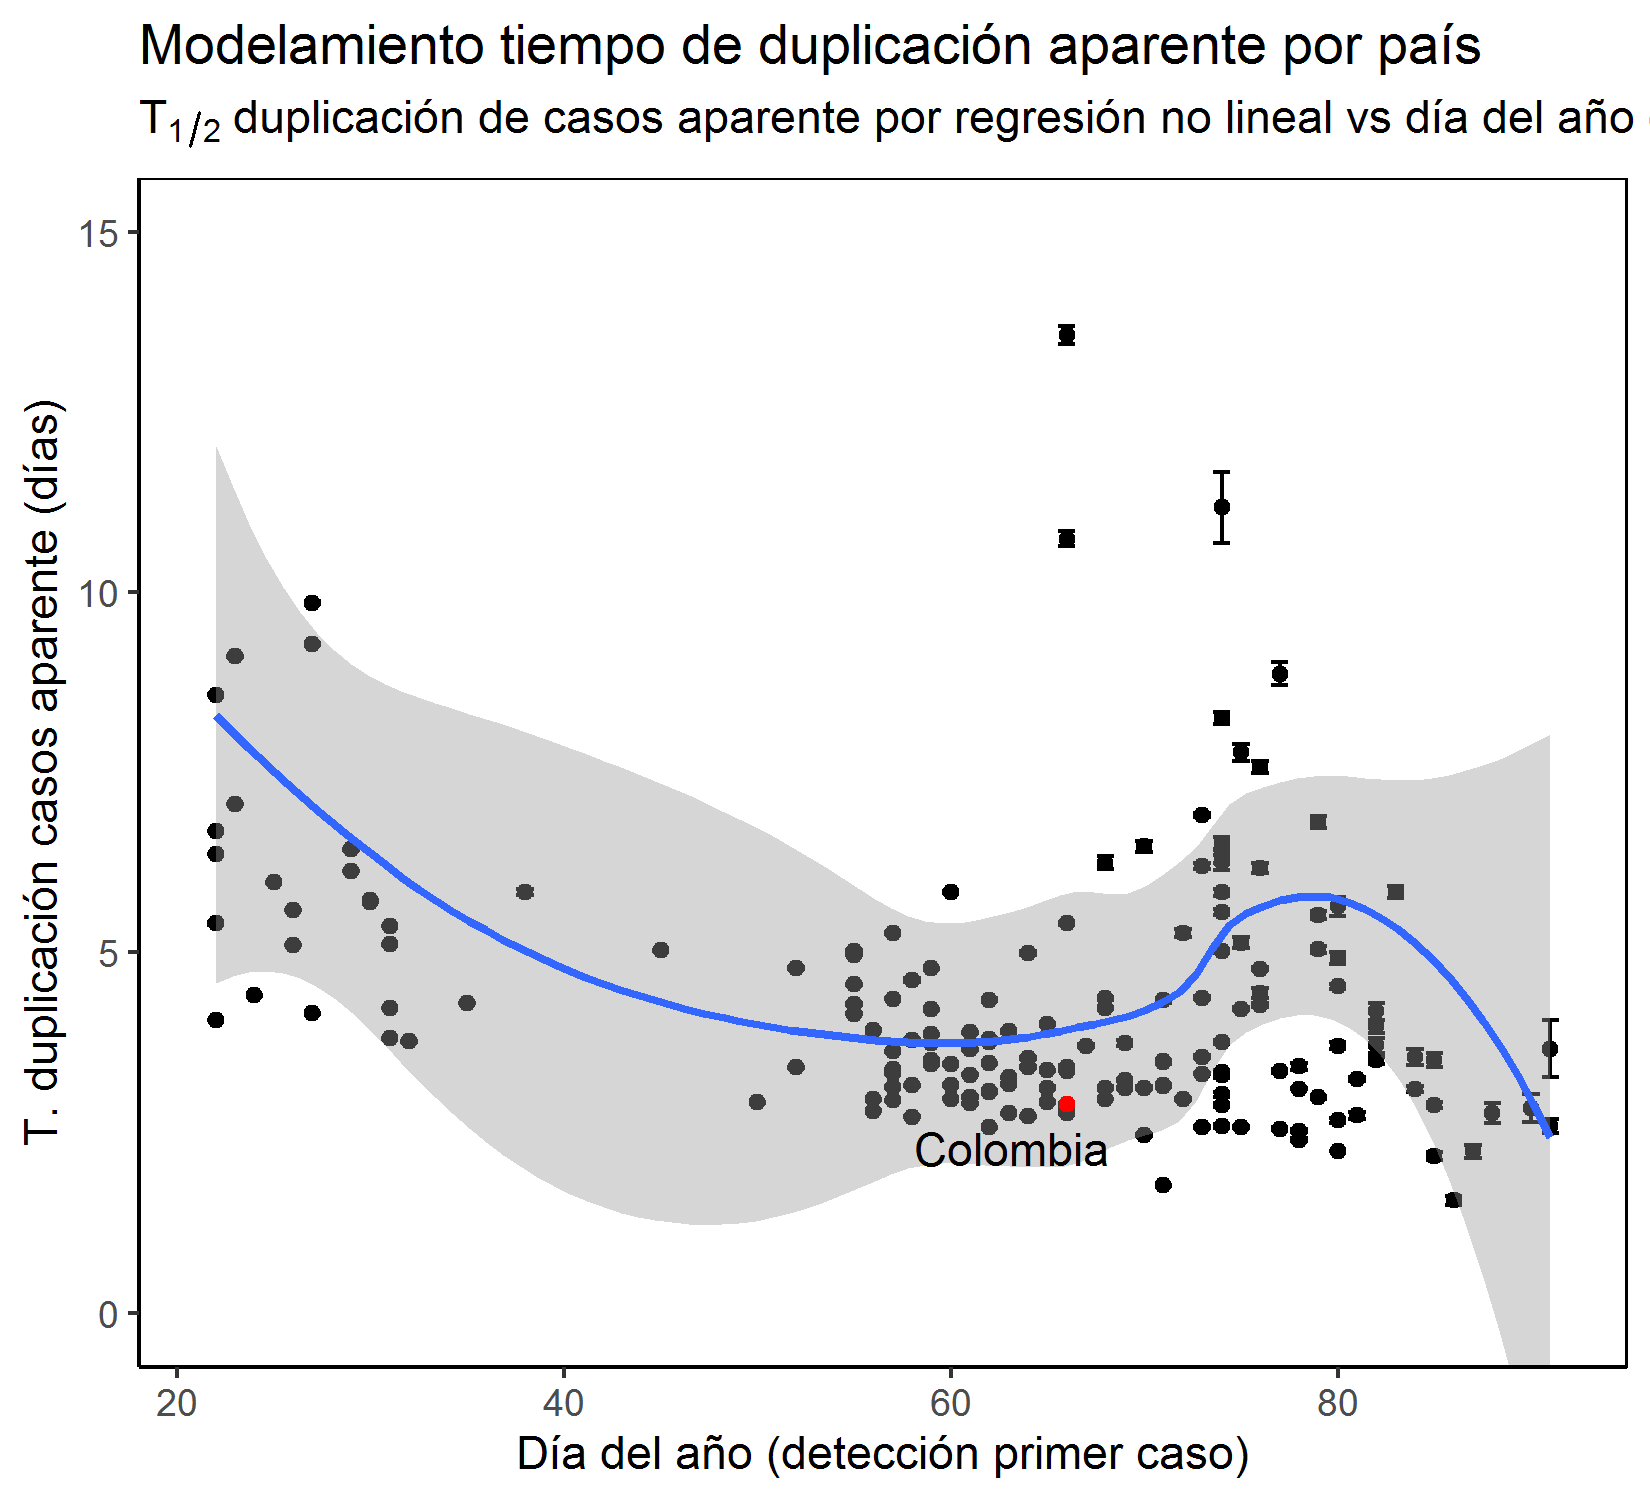 Modelamiento tiempo de duplicación aparente por país
T1/2 duplicación de casos aparente por regresión no lineal vs día del año
15
10
5
0
T. duplicación casos aparente (días)
Colombia
20 40 60 80
Día del año (detección primer caso)